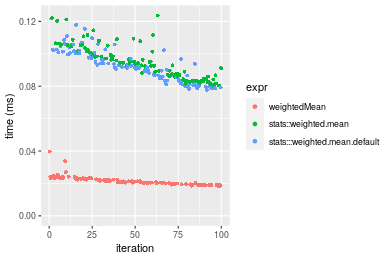 0.12
0.08
0.04
0.00
time (ms)
0
25
50
75
100
iteration
expr
weightedMean
stats::weighted.mean
stats:::weighted.mean.default